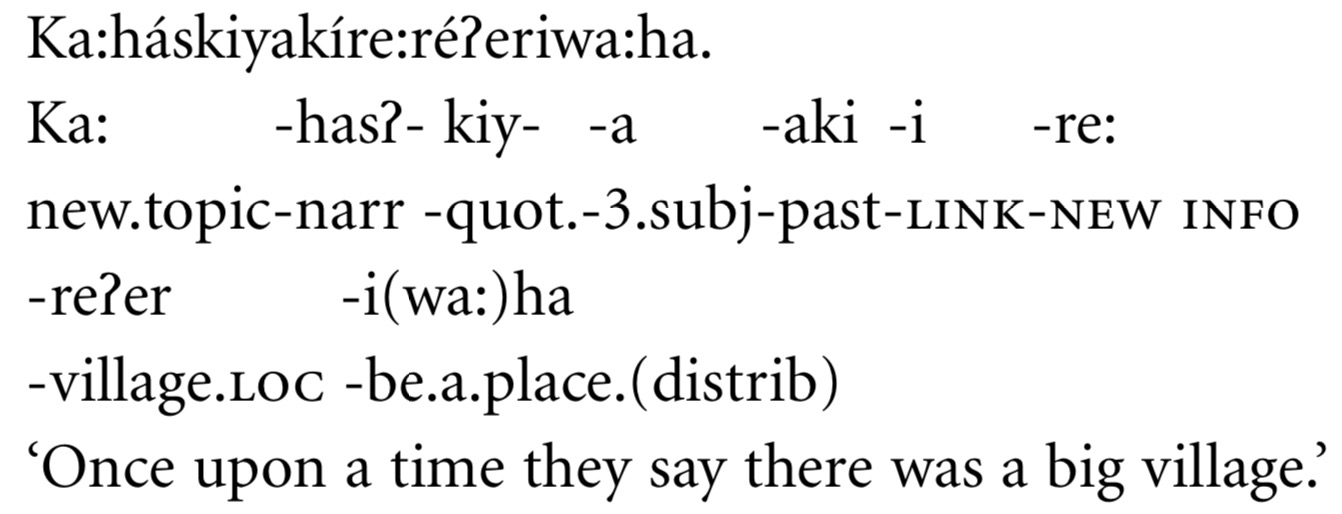 Ka:háskiyakíre:réʔeriwa:ha.
Ka: -hasʔ- kiy- -a -aki -i -re:
new.topic-narr -quot.-3.subj-past-LINK-NEW INFO
-reʔer -i(wa:)ha
-village.LOC -be.a.place.(distrib)
‘Once upon a time they say there was a big village.’